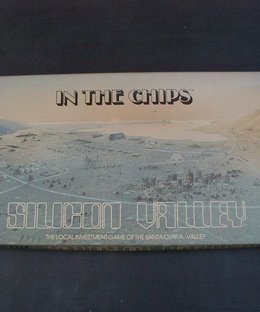 IN THE CHIPS
SILICON VALLEY
THE LOCAL INVESTMENT GAME OF THE SANTA CLARA VALLEY